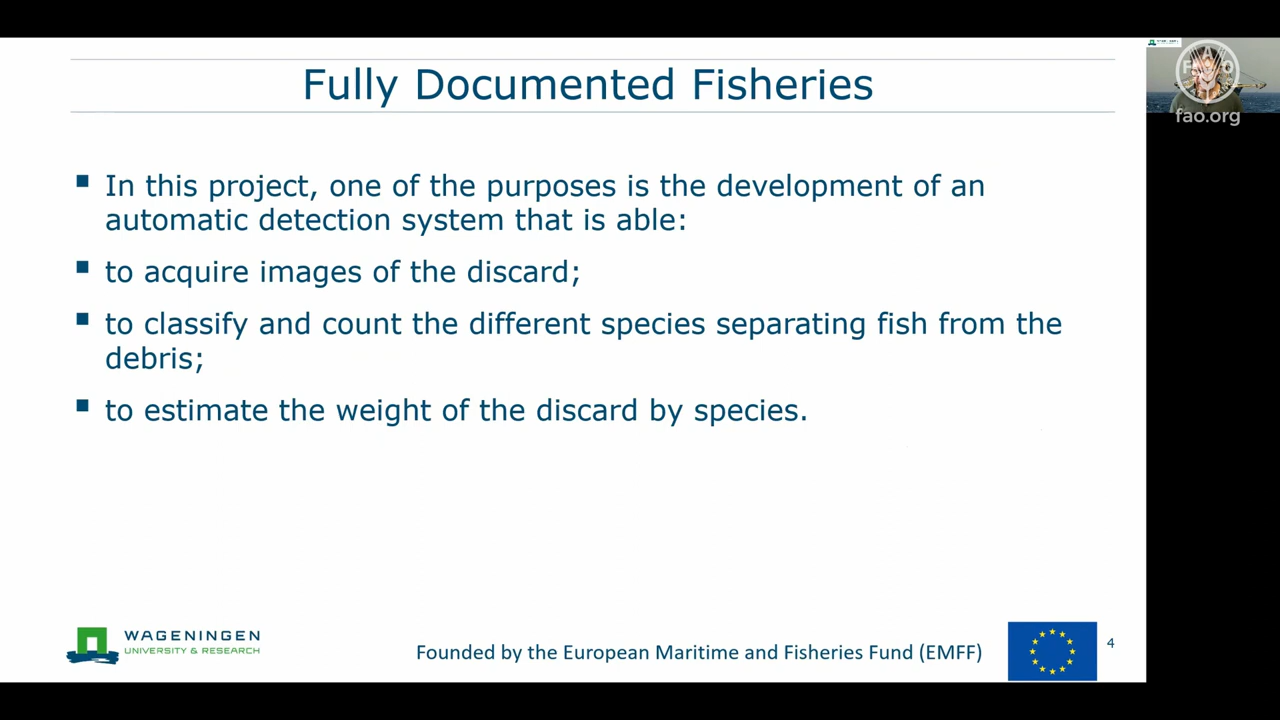 Fully Documented Fisheries
fao.org
In this project, one of the purposes is the development of an
automatic detection system that is able:
to acquire images of the discard;
to classify and count the different species separating fish from the
debris;
to estimate the weight of the discard by species.
WAGENINGEN
UNIVERSITY & RESEARCH
Founded by the European Maritime and Fisheries Fund (EMFF)
4